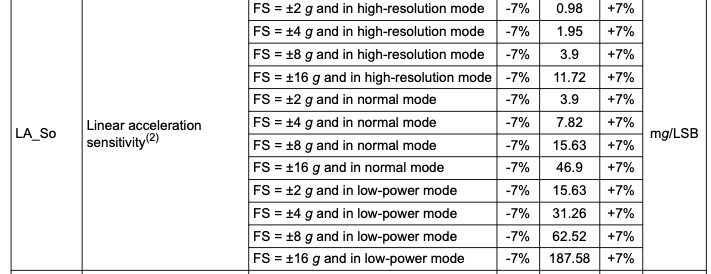 FS = ±2 g and in high-resolution mode -7% 0.98 +7%
FS = ±4 g and in high-resolution mode -7% 1.95 +7%
FS = ±8 g and in high-resolution mode -7% 3.9 +7%
FS = ±16 g and in high-resolution mode -7% 11.72 +7%
FS = ±2 g and in normal mode -7% 3.9 +7%
LA_So Linear acceleration sensitivity(2) FS = ±4 g and in normal mode -7% 7.82 +7% mg/LSB
FS = ±8 g and in normal mode -7% 15.63 +7%
FS = ±16 g and in normal mode -7% 46.9 +7%
FS = ±2 g and in low-power mode -7% 15.63 +7%
FS = ±4 g and in low-power mode -7% 31.26 +7%
FS = ±8 g and in low-power mode -7% 62.52 +7%
FS = ±16 g and in low-power mode -7% 187.58 +7%